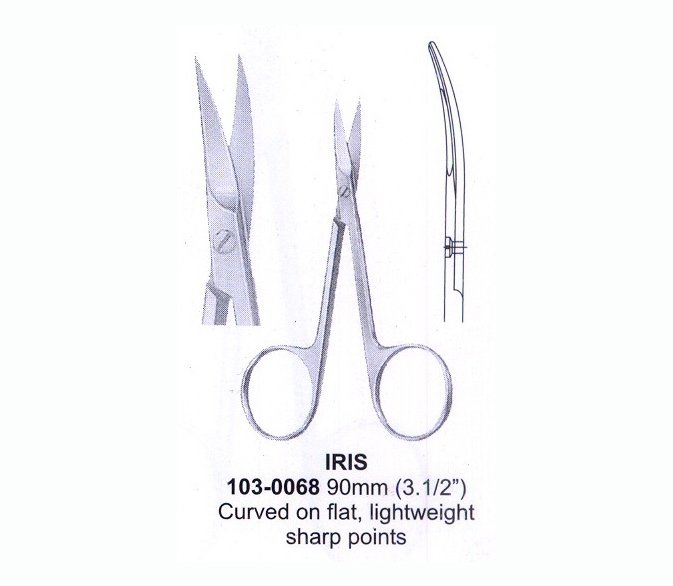 IRIS
103-0068 90mm (3.1/2”)
Curved on flat, lightweight
sharp points